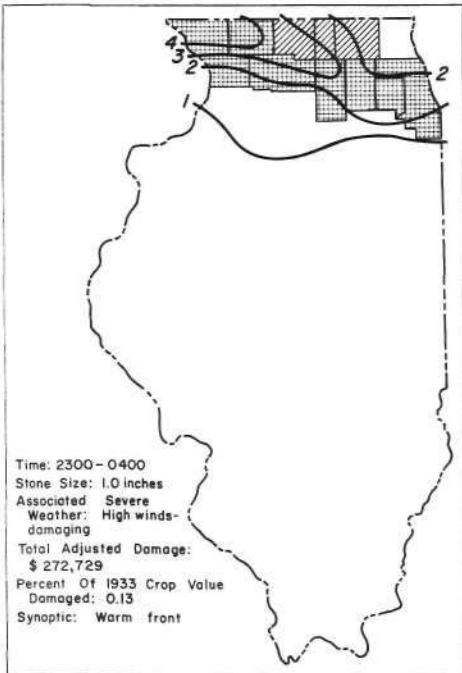 4
3
2
2
1
Time: 2300-0400
Stone Size: 1.0 inches
Associated Severe
Weather: High winds-
damaging
Total Adjusted Damage:
$ 272,729
Percent Of 1933 Crop Value
Damaged: 0.13
Synoptic: Warm front